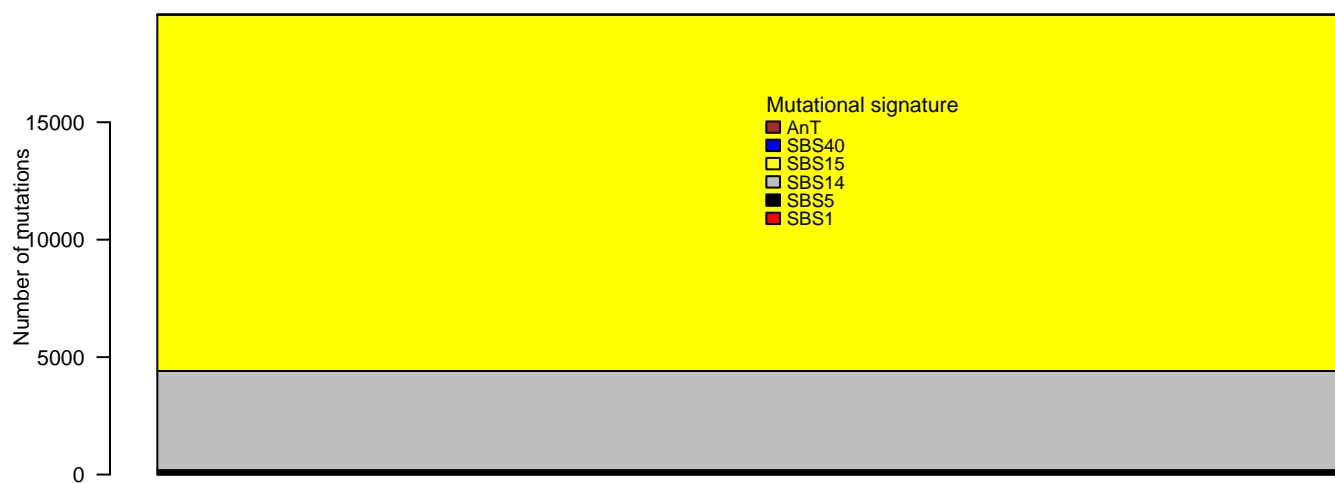 Number of mutations
15000
10000
5000
0
Mutational signature
AnT
SBS40
SBS15
SBS14
SBS5
SBS1